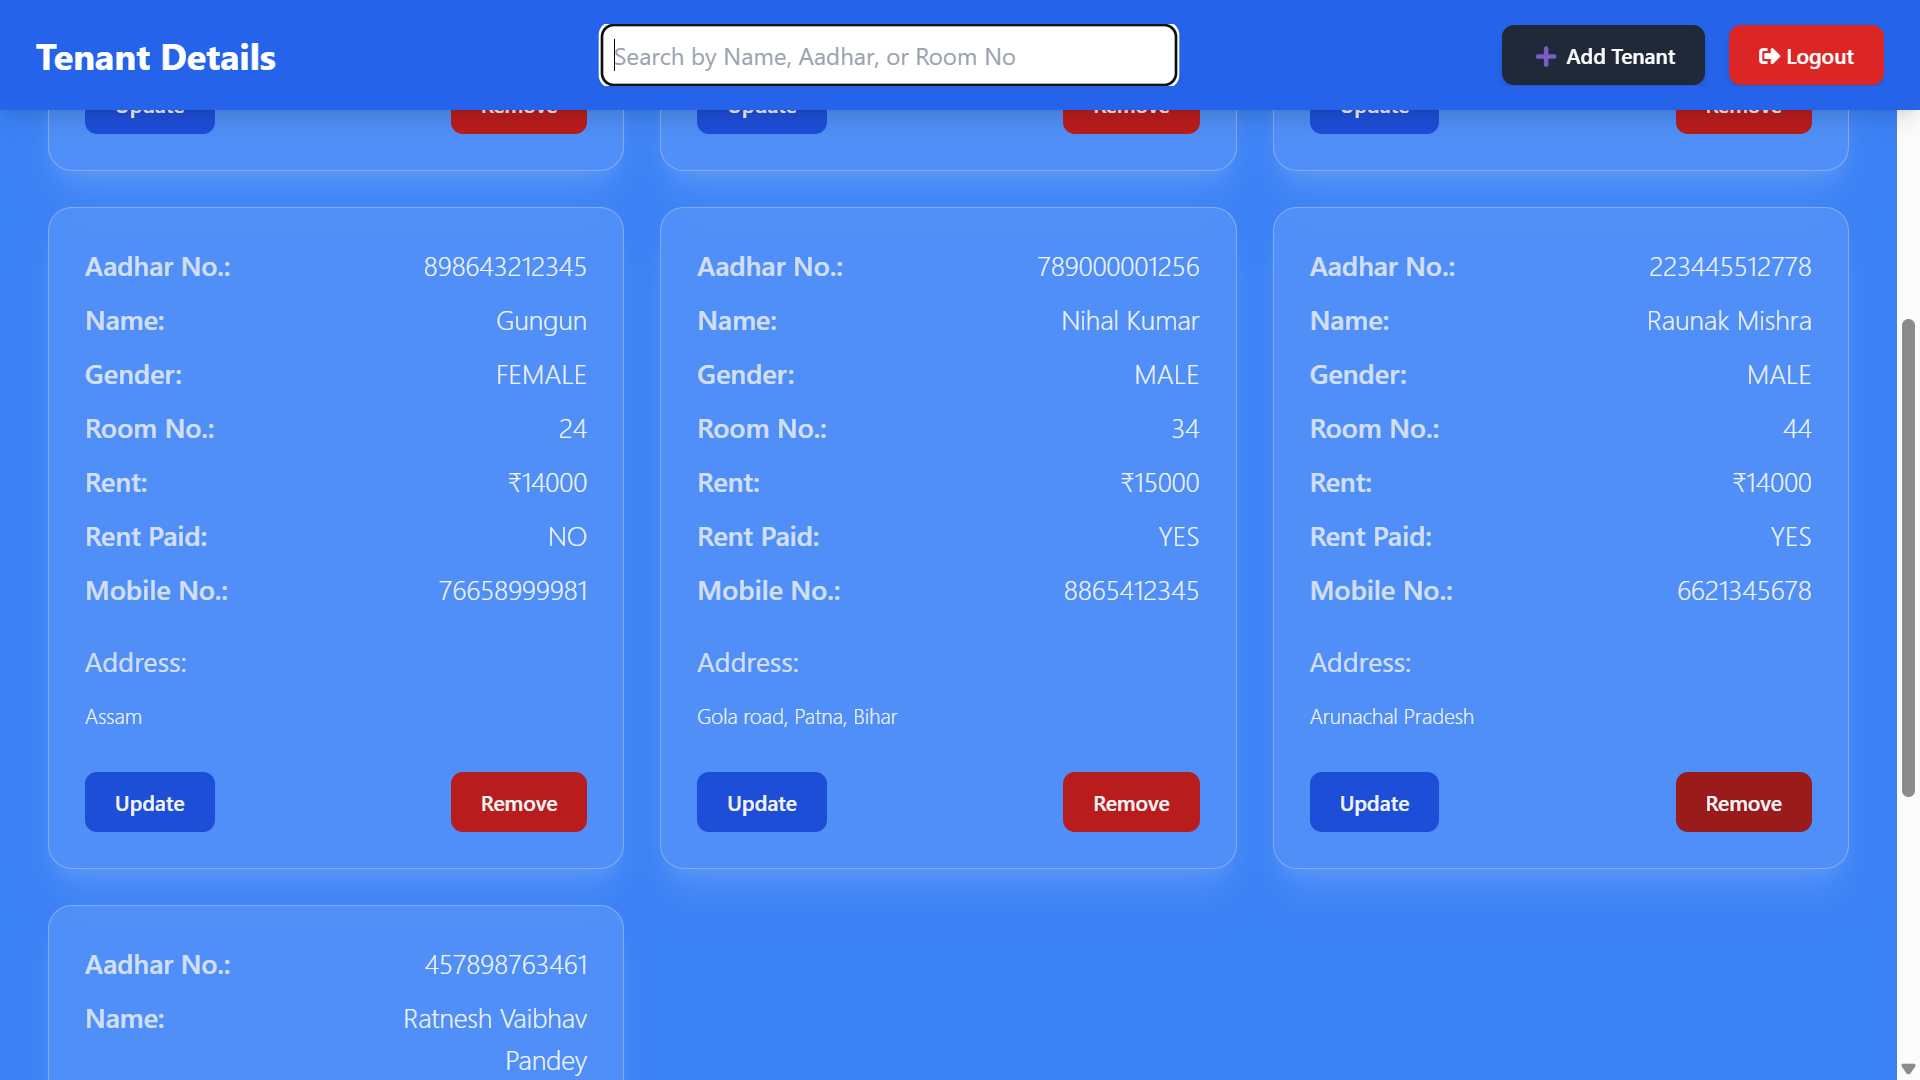 Tenant Details
Search by Name, Aadhar, or Room No
Add Tenant
Logout
Update
Remove
Update
Remove
Update
Remove
Aadhar No.: 898643212345
Name: Gungun
Gender: FEMALE
Room No.: 24
Rent: ₹14000
Rent Paid: NO
Mobile No.: 76658999981
Address:
Assam
Update
Remove
Aadhar No.: 789000001256
Name: Nihal Kumar
Gender: MALE
Room No.: 34
Rent: ₹15000
Rent Paid: YES
Mobile No.: 8865412345
Address:
Gola road, Patna, Bihar
Update
Remove
Aadhar No.: 223445512778
Name: Raunak Mishra
Gender: MALE
Room No.: 44
Rent: ₹14000
Rent Paid: YES
Mobile No.: 6621345678
Address:
Arunachal Pradesh
Update
Remove
Aadhar No.: 457898763461
Name: Ratnesh Vaibhav
Pandey